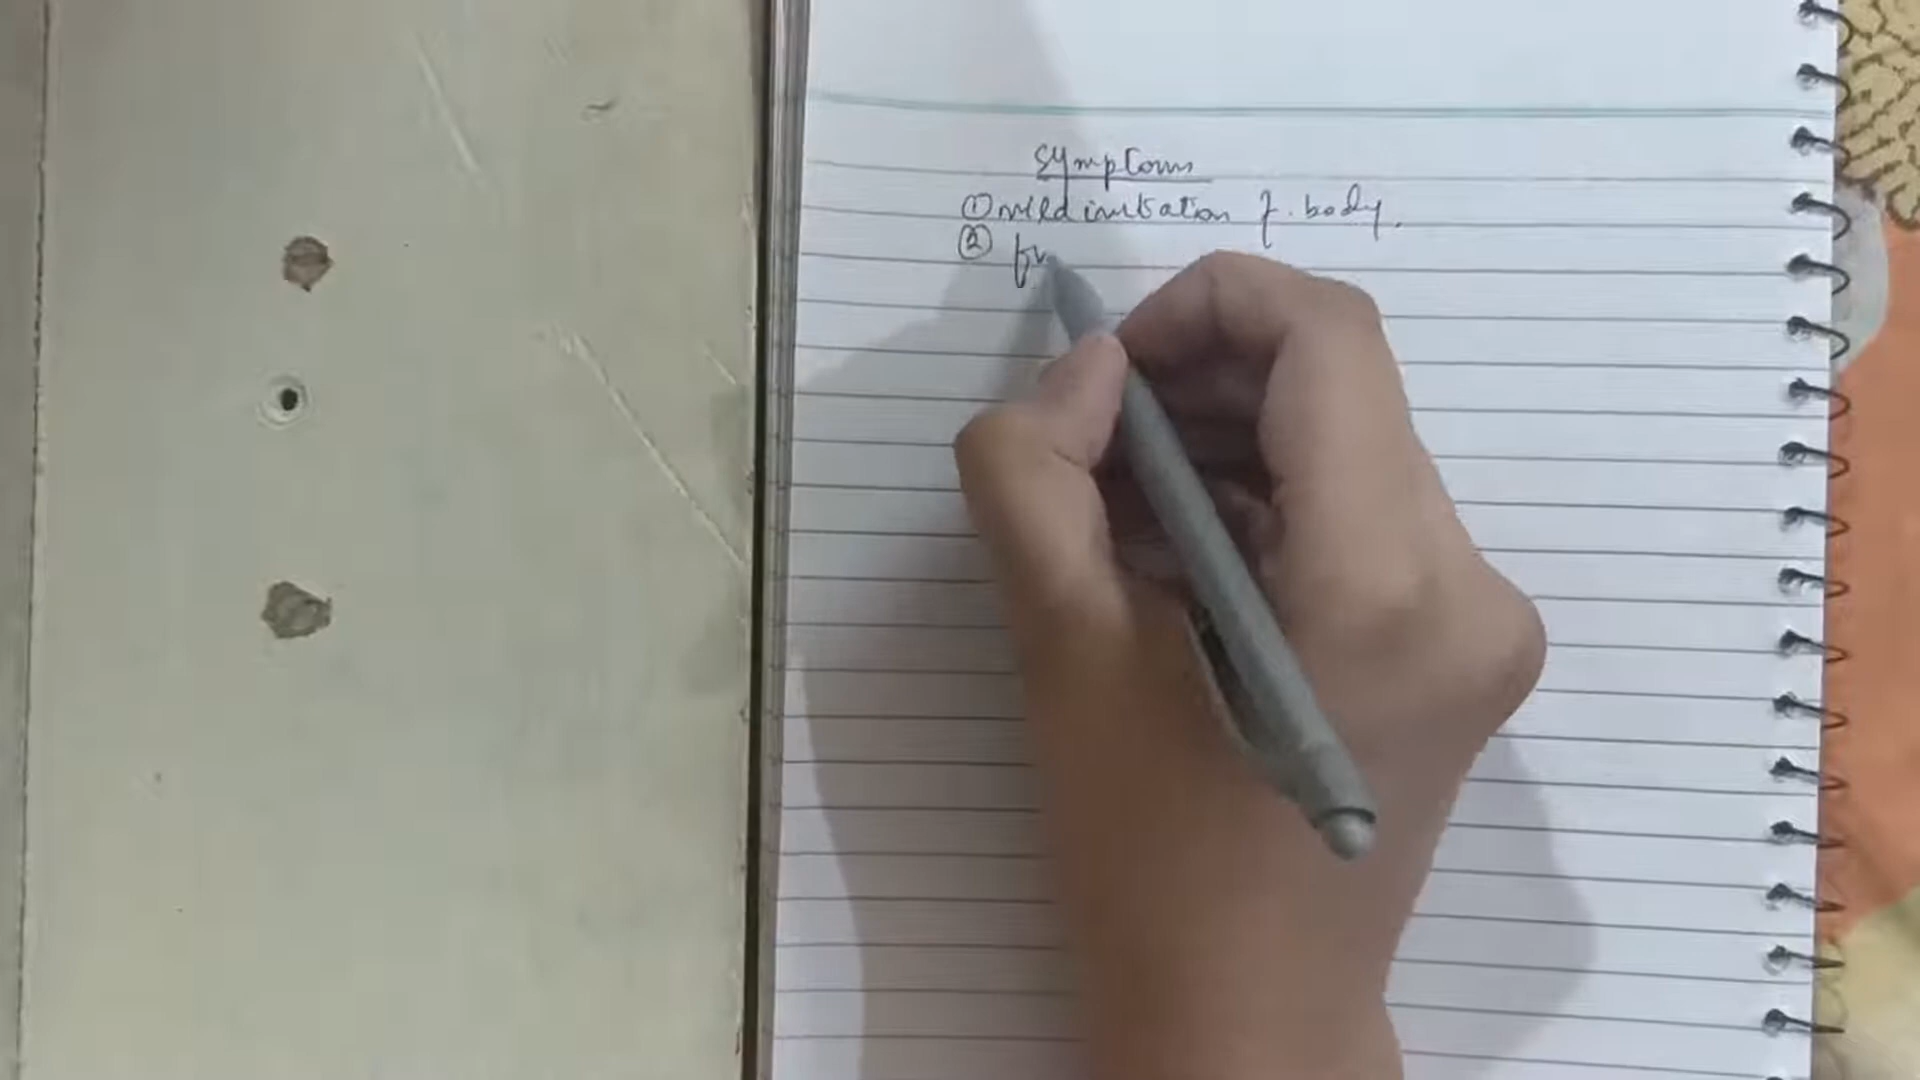 Symptoms
① mild irritation of body.
②